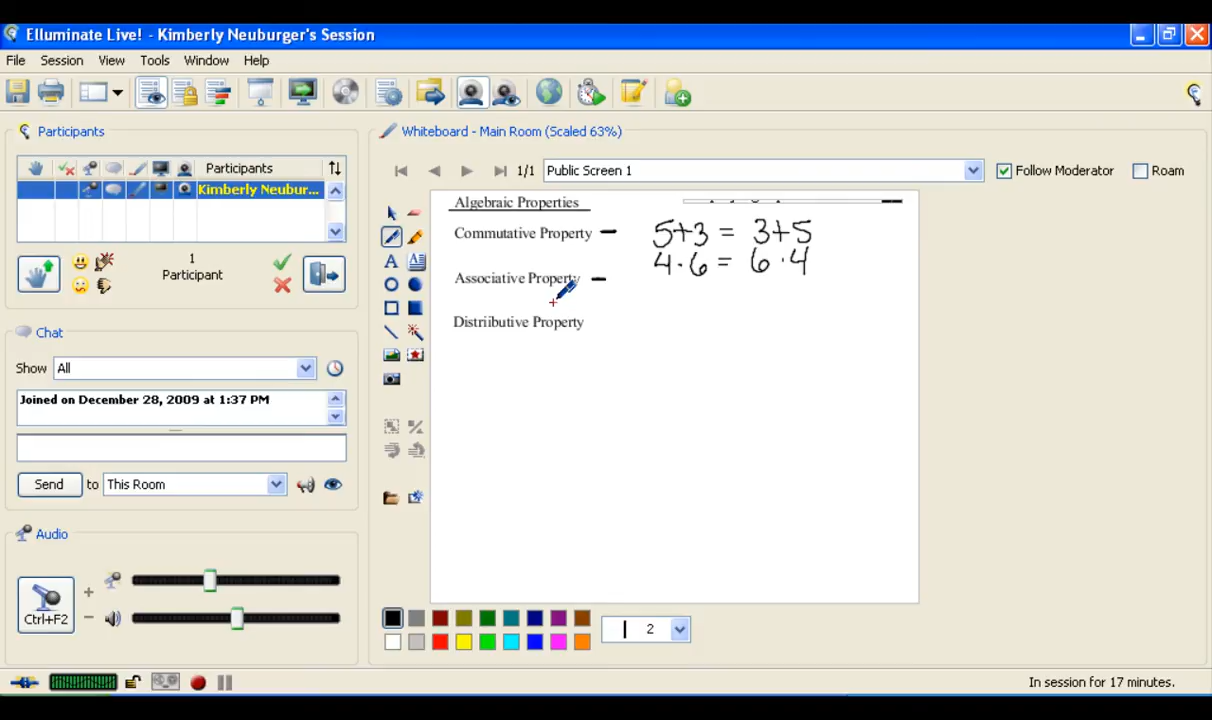 Elluminate Live! - Kimberly Neuburger's Session
File Session View Tools Window Help
Participants
Participants
Kimberly Neubur...
1
Participant
Chat
Show All
Joined on December 28, 2009 at 1:37 PM
Send to This Room
Audio
Ctrl+F2
Whiteboard - Main Room (Scaled 63%)
1/1 Public Screen 1 Follow Moderator Roam
Algebraic Properties
Commutative Property – 5+3 = 3+5
4·6 = 6·4
Associative Property –
Distriibutive Property
2
In session for 17 minutes.